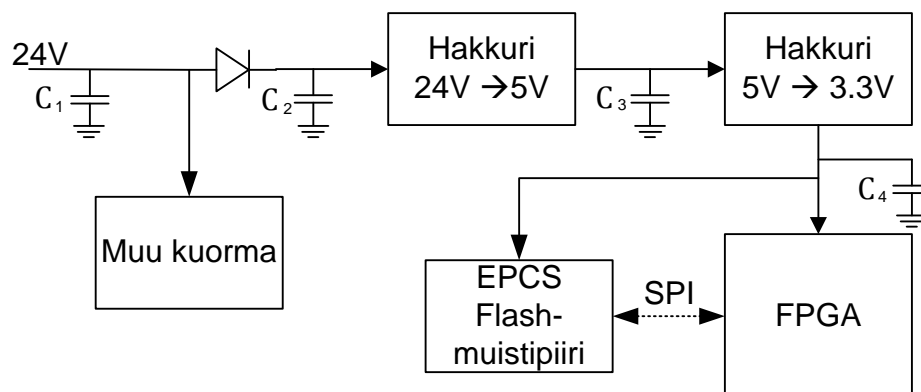 24V
C₁
C₂
Hakkuri
24V → 5V
C₃
Hakkuri
5V → 3.3V
C₄
Muu kuorma
EPCS
Flash-
muistipiiri
SPI
FPGA